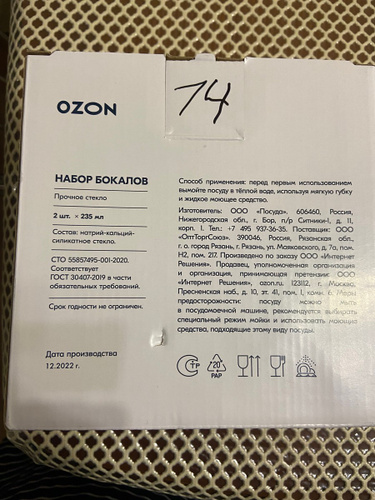 OZON
14
НАБОР БОКАЛОВ
Прочное стекло
2 шт. × 235 мл
Состав: натрий-кальций-
силикатное стекло.
СТО 55857495-001-2020.
Соответствует
ГОСТ 30407-2019 в части
обязательных требований.
Срок годности не ограничен.
Дата производства
12.2022 г.
Способ применения: перед первым использованием
вымойте посуду в тёплой воде, используя мягкую губку
и жидкое моющее средство.
Изготовитель: ООО «Посуда». 606460, Россия,
Нижегородская обл., г. Бор, п/р Ситники-1, д. 11,
корп. 1. Тел.: +7 495 937-36-35. Поставщик: ООО
«ОптТоргСоюз». 390046, Россия, Рязанская обл.,
г. о. город Рязань, г. Рязань, ул. Маяковского, д. 7а, пом.
Н2, пом. 217. Произведено по заказу ООО «Интернет
Решения». Продавец, уполномоченная организация
и организация, принимающая претензии: ООО
«Интернет Решения», ozon.ru. 123112, г. Москва,
Пресненская наб., д. 10, эт. 41, пом. 1, комн. 6. Меры
предосторожности: посуду можно мыть
в посудомоечной машине, рекомендуется выбирать
специальный режим мойки и использовать моющие
средства, подходящие этому виду посуды.
СТР
20
PAP